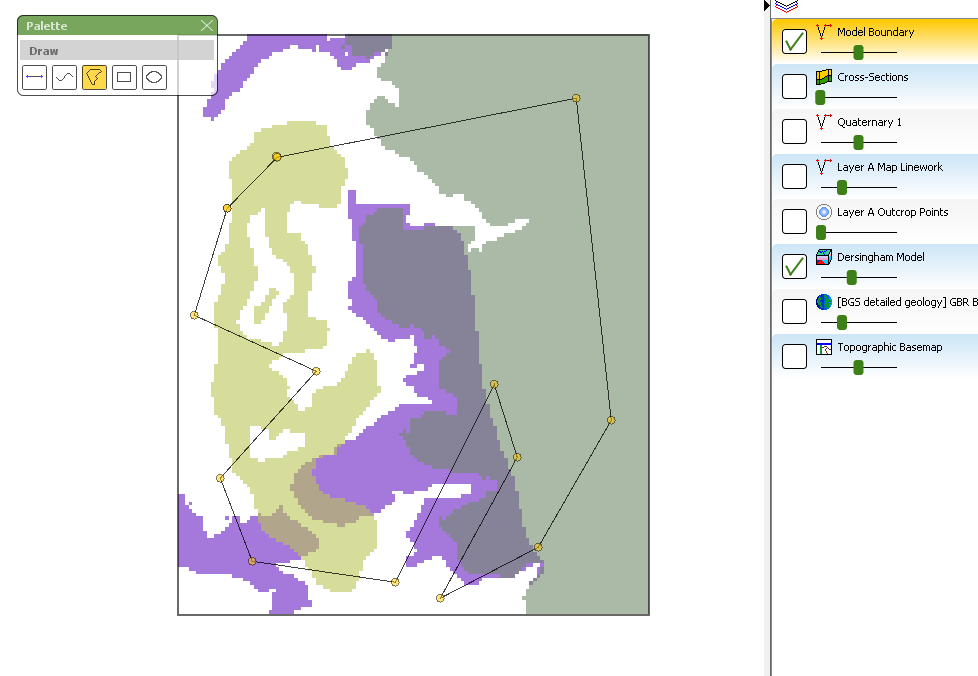 Palette
Draw
Model Boundary
Cross-Sections
Quaternary 1
Layer A Map Linework
Layer A Outcrop Points
Dersingham Model
[BGS detailed geology] GBR B
Topographic Basemap